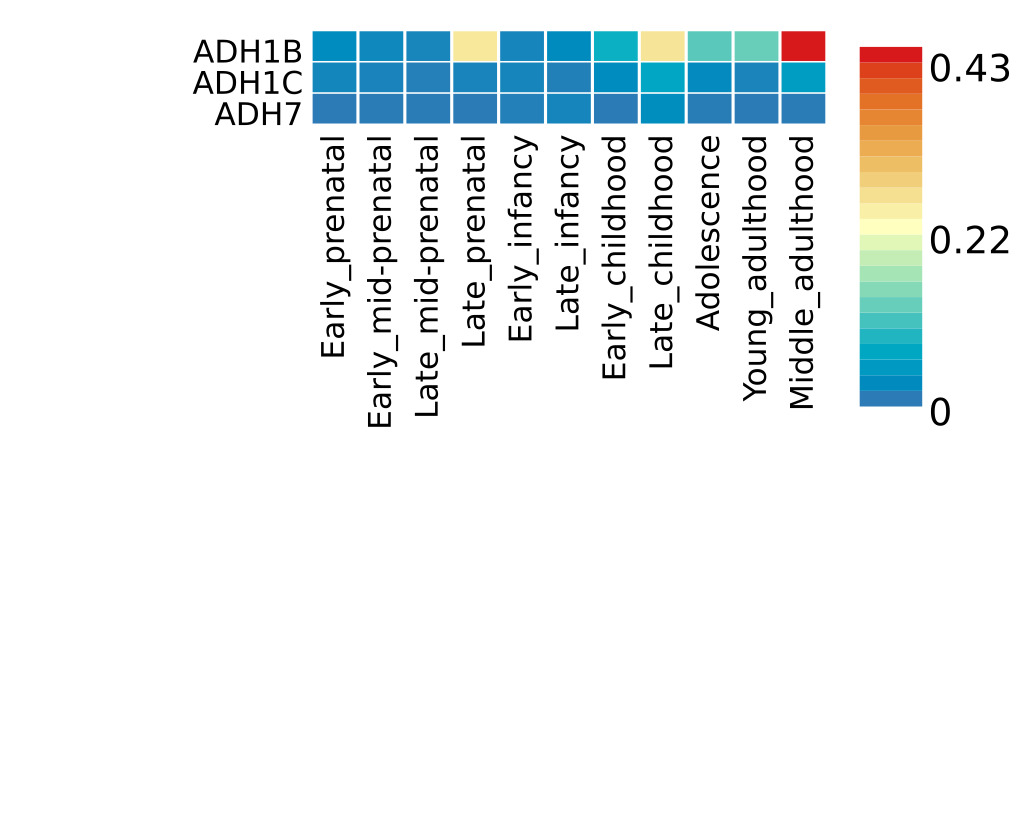 ADH1B
ADH1C
ADH7
Early_prenatal
Early_mid-prenatal
Late_mid-prenatal
Late_prenatal
Early_infancy
Late_infancy
Early_childhood
Late_childhood
Adolescence
Young_adulthood
Middle_adulthood
0.43
0.22
0